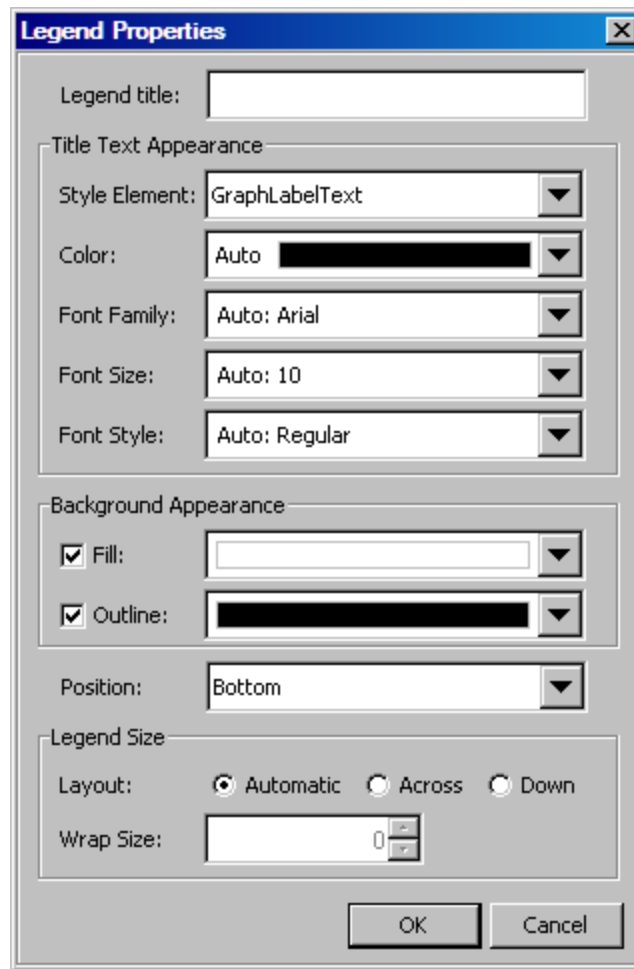 Legend Properties
Legend title:
Title Text Appearance
Style Element: GraphLabelText
Color: Auto
Font Family: Auto: Arial
Font Size: Auto: 10
Font Style: Auto: Regular
Background Appearance
Fill:
Outline:
Position: Bottom
Legend Size
Layout: Automatic Across Down
Wrap Size: 0
OK Cancel